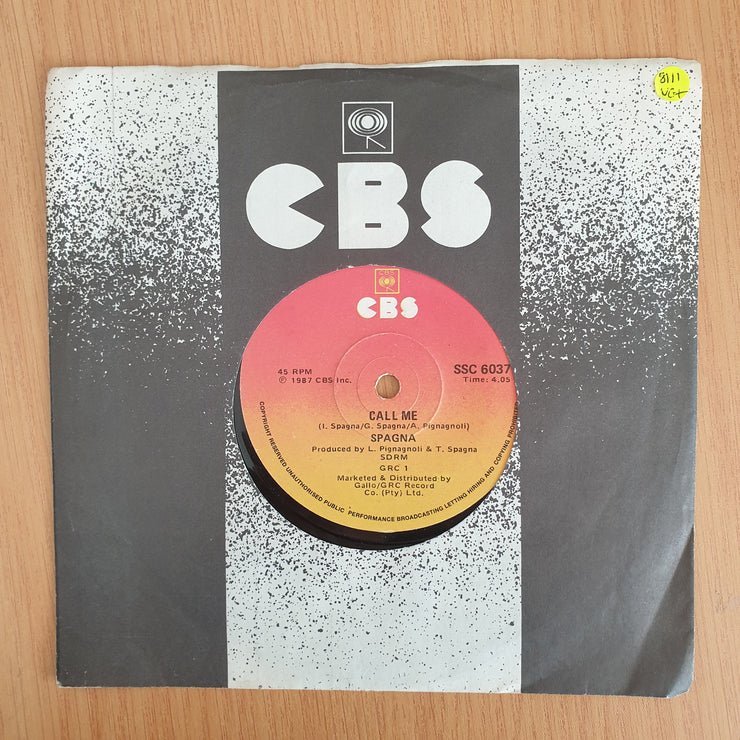 8111
VG+
CBS
CBS
CBS
45 RPM
℗ 1987 CBS Inc.
SSC 6037
Time: 4.05
CALL ME
(I. Spagna/G. Spagna/A. Pignagnoli)
SPAGNA
Produced by L. Pignagnoli & T. Spagna
SDRM
GRC 1
Marketed & Distributed by
Gallo/GRC Record
Co. (Pty) Ltd.
COPYRIGHT RESERVED UNAUTHORISED PUBLIC PERFORMANCE BROADCASTING LETTING HIRING AND COPYING PROHIBITED